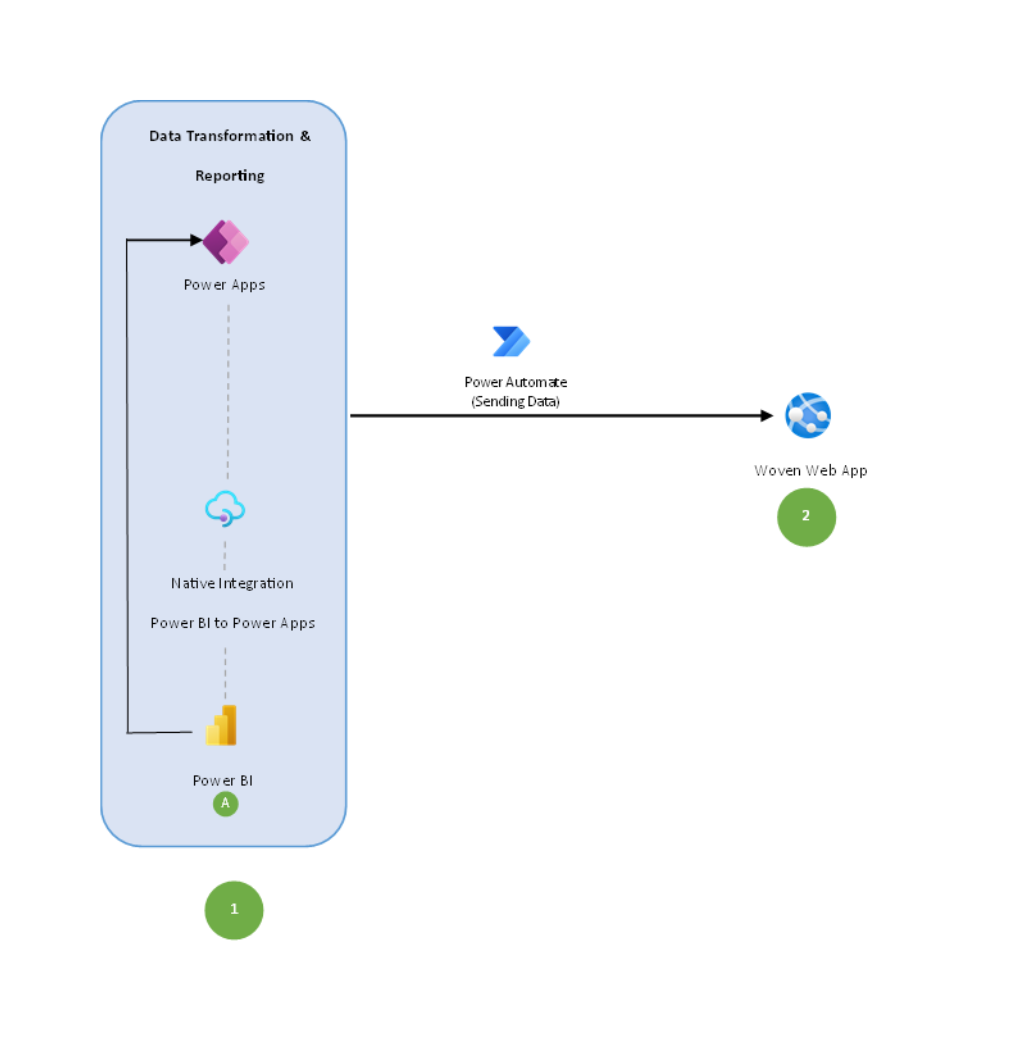 Data Transformation &
Reporting
Power Apps
Power Automate
(Sending Data)
Woven Web App
2
Native Integration
Power BI to Power Apps
Power BI
A
1